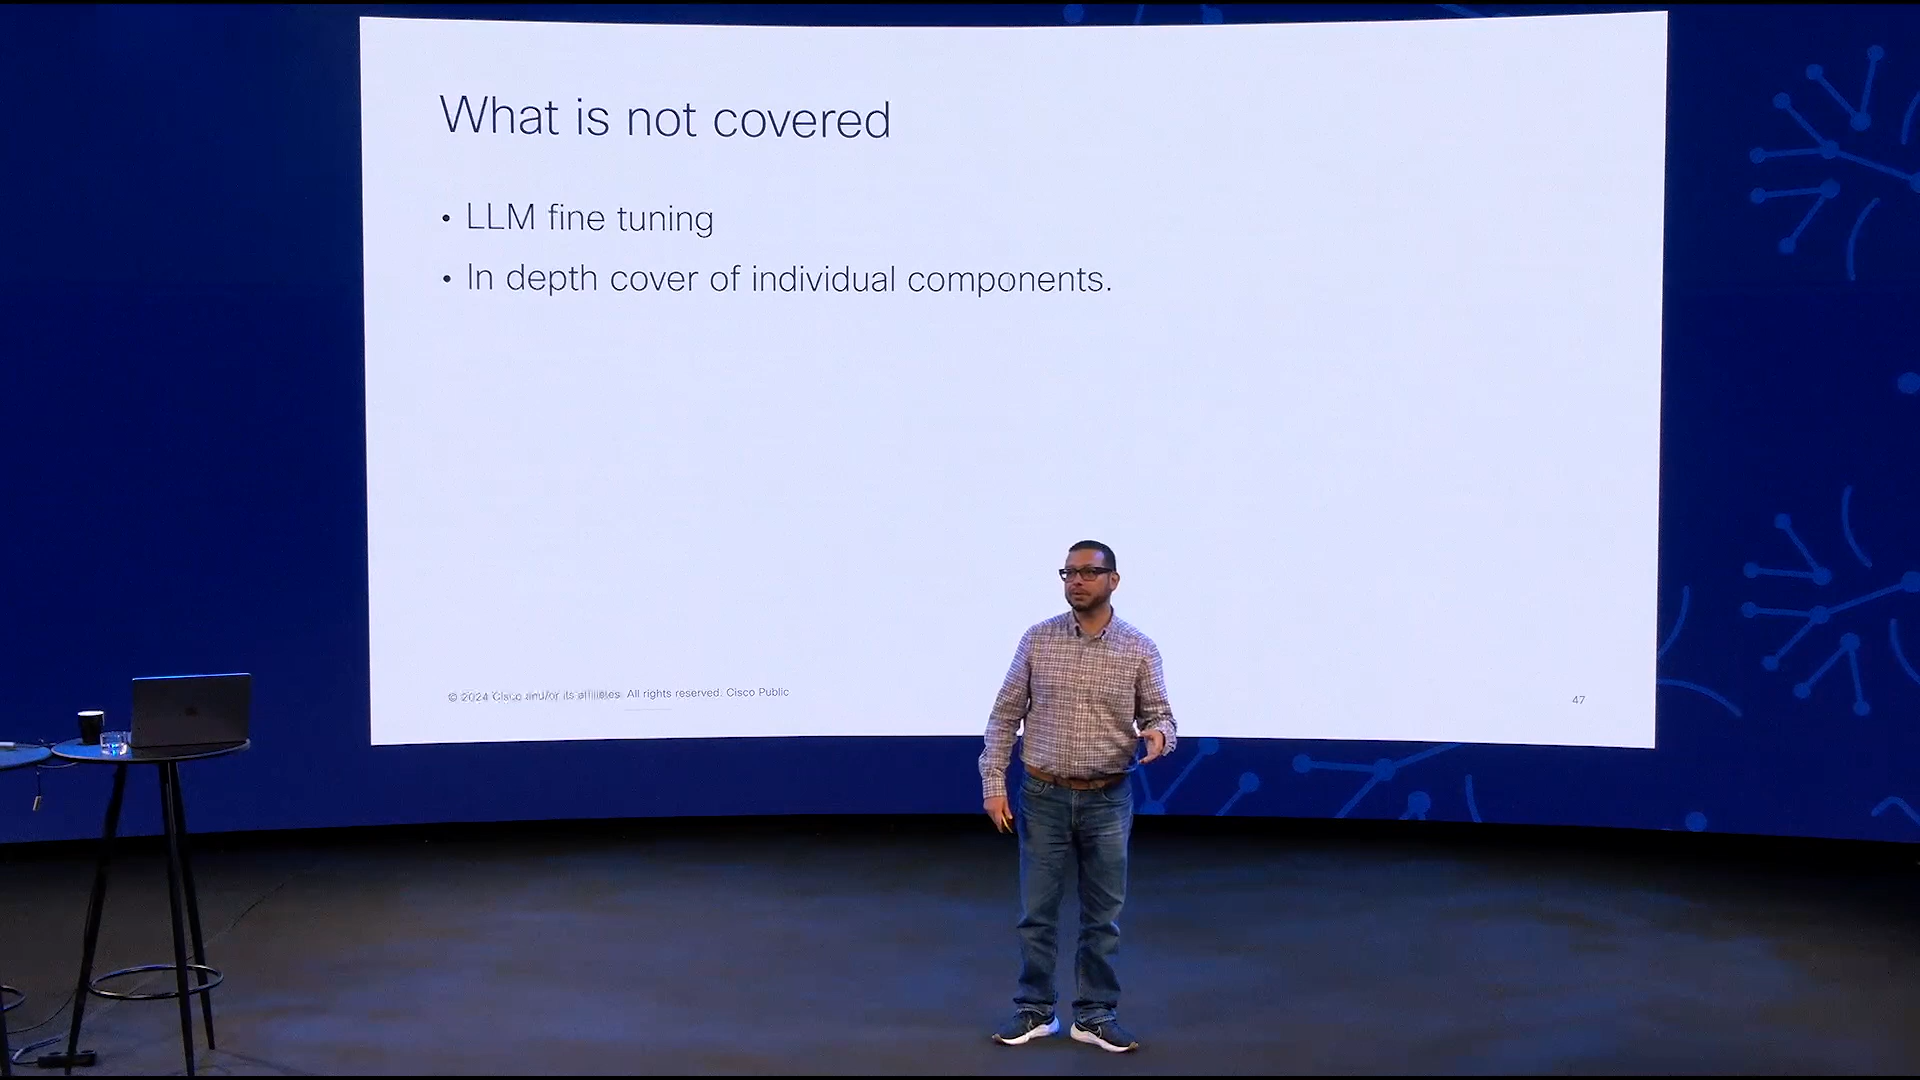 What is not covered
• LLM fine tuning
• In depth cover of individual components.
© 2024 Cisco and/or its affiliates. All rights reserved. Cisco Public
47